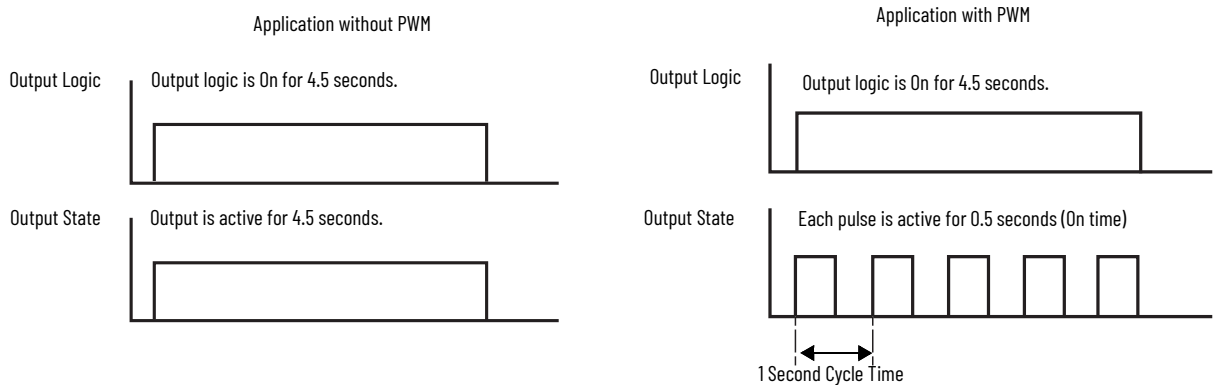 Application without PWM
Output Logic
Output logic is On for 4.5 seconds.
Output State
Output is active for 4.5 seconds.
Application with PWM
Output Logic
Output logic is On for 4.5 seconds.
Output State
Each pulse is active for 0.5 seconds (On time)
1 Second Cycle Time